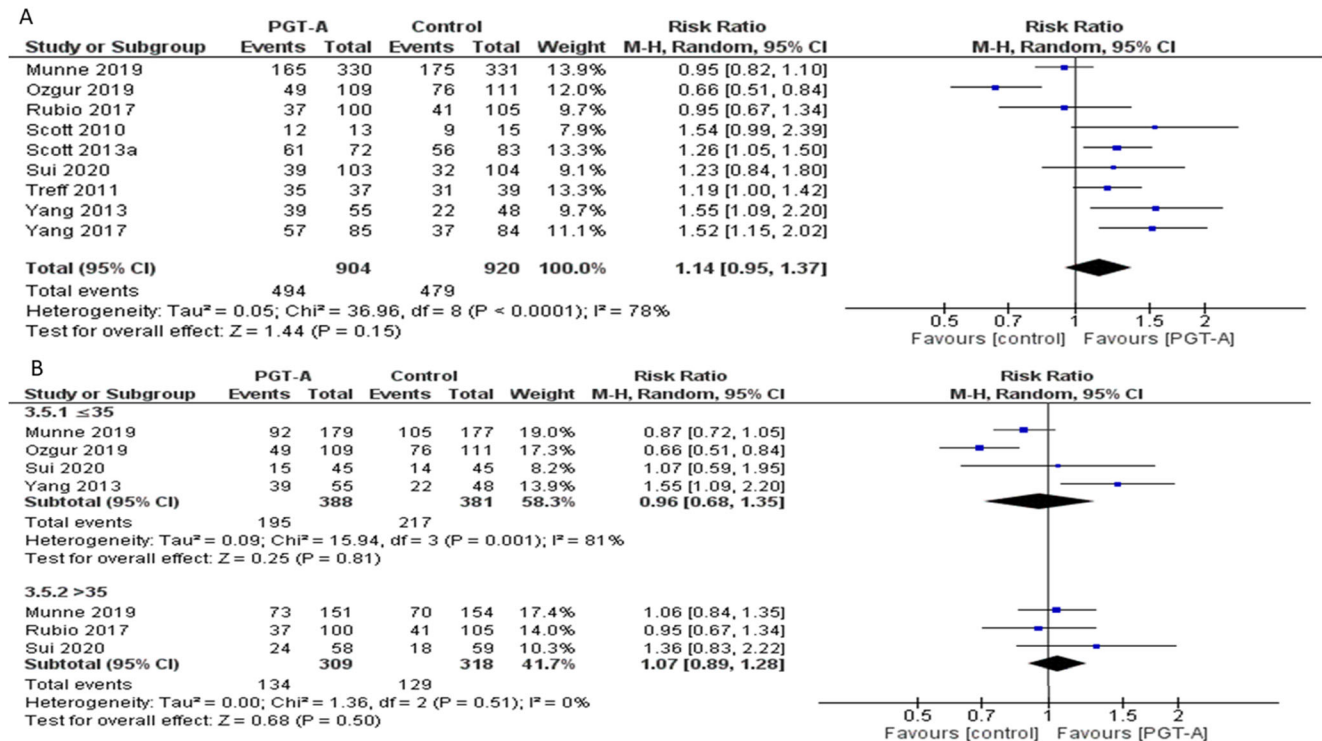 A
PGT-A Control Risk Ratio Risk Ratio
Study or Subgroup Events Total Events Total Weight M-H, Random, 95% CI M-H, Random, 95% CI
Munne 2019 165 330 175 331 13.9% 0.95 [0.82, 1.10]
Ozgur 2019 49 109 76 111 12.0% 0.66 [0.51, 0.84]
Rubio 2017 37 100 41 105 9.7% 0.95 [0.67, 1.34]
Scott 2010 12 13 9 15 7.9% 1.54 [0.99, 2.39]
Scott 2013a 61 72 56 83 13.3% 1.26 [1.05, 1.50]
Sui 2020 39 103 32 104 9.1% 1.23 [0.84, 1.80]
Treff 2011 35 37 31 39 13.3% 1.19 [1.00, 1.42]
Yang 2013 39 55 22 48 9.7% 1.55 [1.09, 2.20]
Yang 2017 57 85 37 84 11.1% 1.52 [1.15, 2.02]
Total (95% CI) 904 920 100.0% 1.14 [0.95, 1.37]
Total events 494 479
Heterogeneity: Tau² = 0.05; Chi² = 36.96, df = 8 (P < 0.0001); I² = 78%
Test for overall effect: Z = 1.44 (P = 0.15)
0.5 0.7 1 1.5 2
Favours [control] Favours [PGT-A]
B
PGT-A Control Risk Ratio Risk Ratio
Study or Subgroup Events Total Events Total Weight M-H, Random, 95% CI M-H, Random, 95% CI
3.5.1 ≤35
Munne 2019 92 179 105 177 19.0% 0.87 [0.72, 1.05]
Ozgur 2019 49 109 76 111 17.3% 0.66 [0.51, 0.84]
Sui 2020 15 45 14 45 8.2% 1.07 [0.59, 1.95]
Yang 2013 39 55 22 48 13.9% 1.55 [1.09, 2.20]
Subtotal (95% CI) 388 381 58.3% 0.96 [0.68, 1.35]
Total events 195 217
Heterogeneity: Tau² = 0.09; Chi² = 15.94, df = 3 (P = 0.001); I² = 81%
Test for overall effect: Z = 0.25 (P = 0.81)
3.5.2 >35
Munne 2019 73 151 70 154 17.4% 1.06 [0.84, 1.35]
Rubio 2017 37 100 41 105 14.0% 0.95 [0.67, 1.34]
Sui 2020 24 58 18 59 10.3% 1.36 [0.83, 2.22]
Subtotal (95% CI) 309 318 41.7% 1.07 [0.89, 1.28]
Total events 134 129
Heterogeneity: Tau² = 0.00; Chi² = 1.36, df = 2 (P = 0.51); I² = 0%
Test for overall effect: Z = 0.68 (P = 0.50)
0.5 0.7 1 1.5 2
Favours [control] Favours [PGT-A]